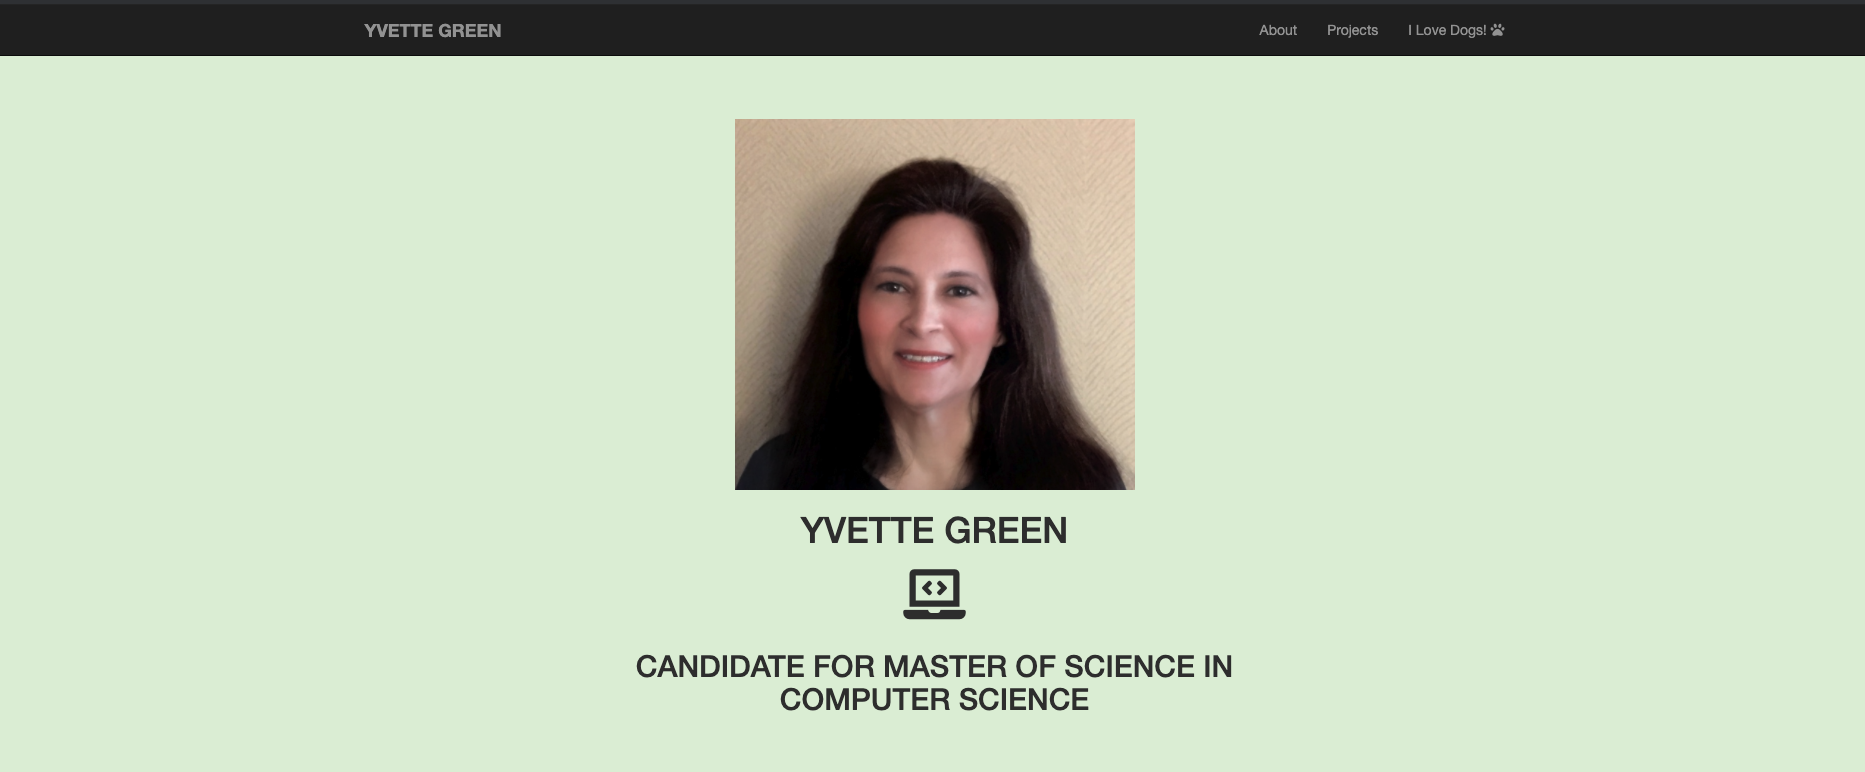 YVETTE GREEN
About
Projects
I Love Dogs!
YVETTE GREEN
CANDIDATE FOR MASTER OF SCIENCE IN
COMPUTER SCIENCE